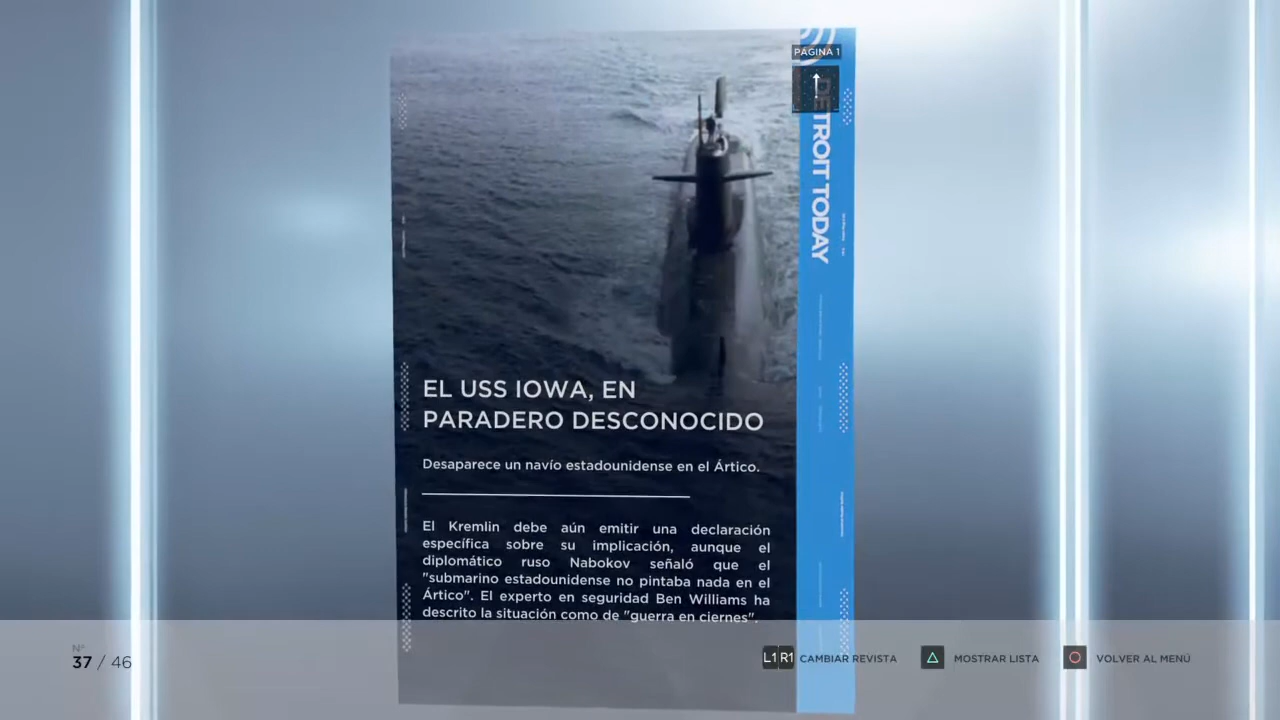 PÁGINA 1
DETROIT TODAY
EL USS IOWA, EN
PARADERO DESCONOCIDO
Desaparece un navío estadounidense en el Ártico.
El Kremlin debe aún emitir una declaración
específica sobre su implicación, aunque el
diplomático ruso Nabokov señaló que el
"submarino estadounidense no pintaba nada en el
Ártico". El experto en seguridad Ben Williams ha
descrito la situación como de "guerra en ciernes".
Nº
37 / 46
L1 R1 CAMBIAR REVISTA
MOSTRAR LISTA
VOLVER AL MENÚ